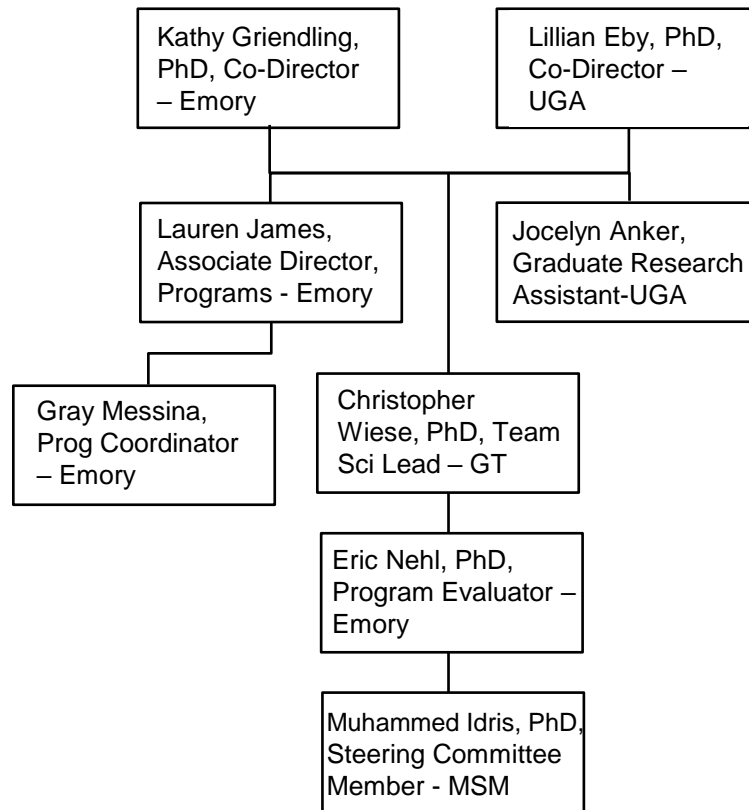 Kathy Griendling,
PhD, Co-Director
– Emory
Lillian Eby, PhD,
Co-Director –
UGA
Lauren James,
Associate Director,
Programs - Emory
Jocelyn Anker,
Graduate Research
Assistant-UGA
Gray Messina,
Prog Coordinator
– Emory
Christopher
Wiese, PhD, Team
Sci Lead – GT
Eric Nehl, PhD,
Program Evaluator –
Emory
Muhammed Idris, PhD,
Steering Committee
Member - MSM